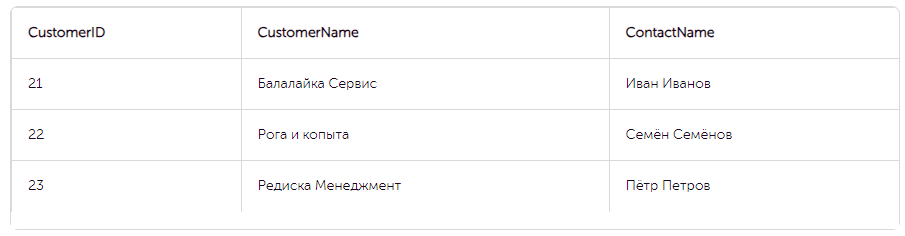 CustomerID CustomerName ContactName
21 Балалайка Сервис Иван Иванов
22 Рога и копыта Семён Семёнов
23 Редиска Менеджмент Пётр Петров